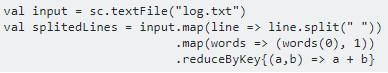 val input = sc.textFile("log.txt")
val splitedLines = input.map(line => line.split(" "))
.map(words => (words(0), 1))
.reduceByKey{(a,b) => a + b}